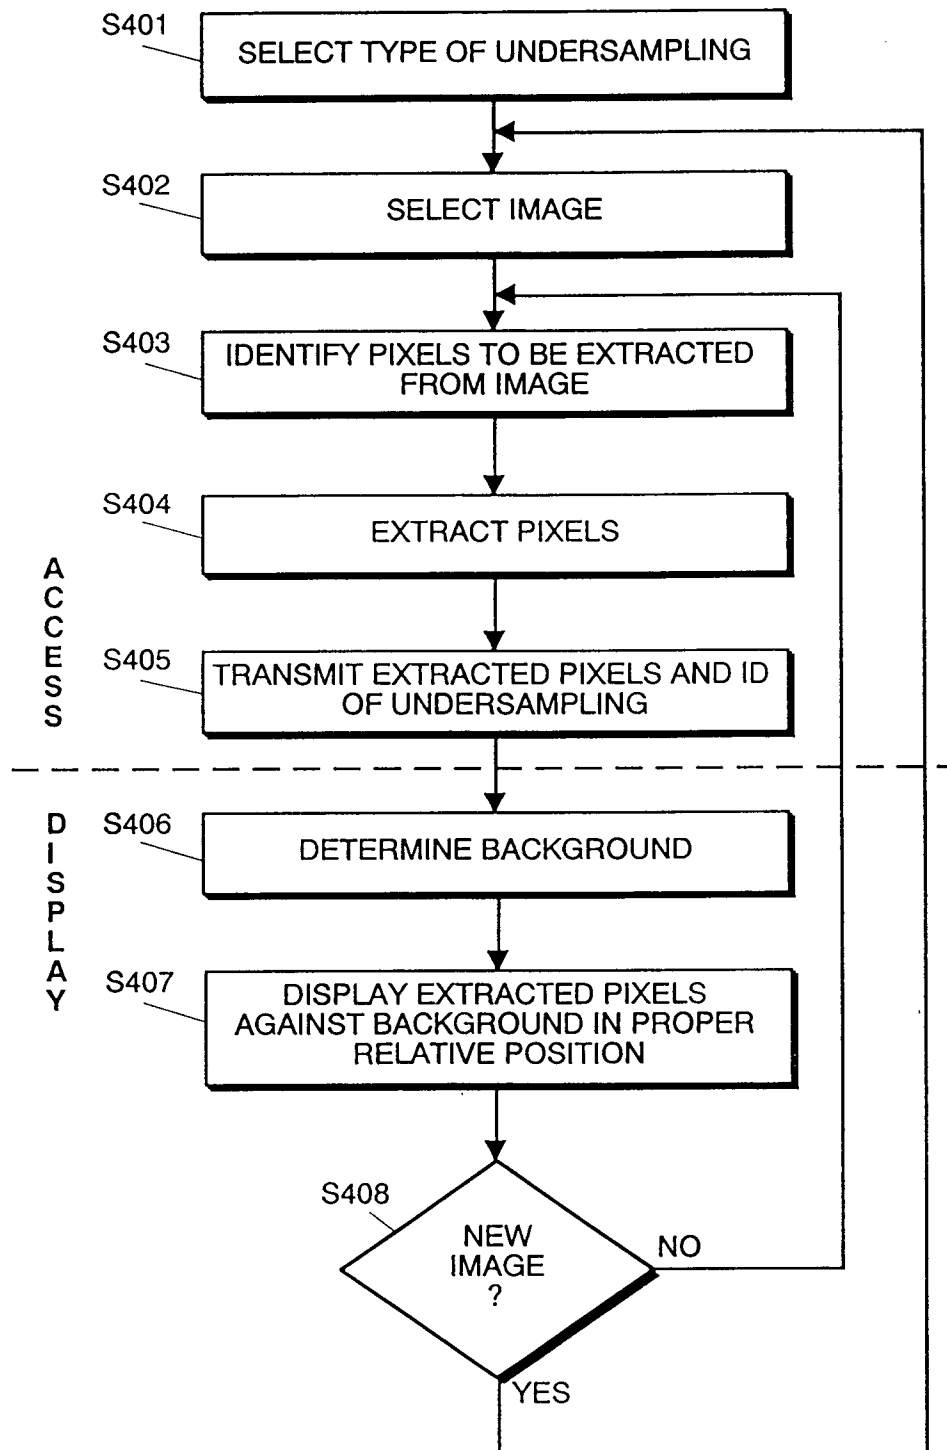 S401
SELECT TYPE OF UNDERSAMPLING
S402
SELECT IMAGE
S403
IDENTIFY PIXELS TO BE EXTRACTED
FROM IMAGE
S404
EXTRACT PIXELS
ACCESS
S405
TRANSMIT EXTRACTED PIXELS AND ID
OF UNDERSAMPLING
DISPLAY
S406
DETERMINE BACKGROUND
S407
DISPLAY EXTRACTED PIXELS
AGAINST BACKGROUND IN PROPER
RELATIVE POSITION
S408
NEW
IMAGE
?
NO
YES